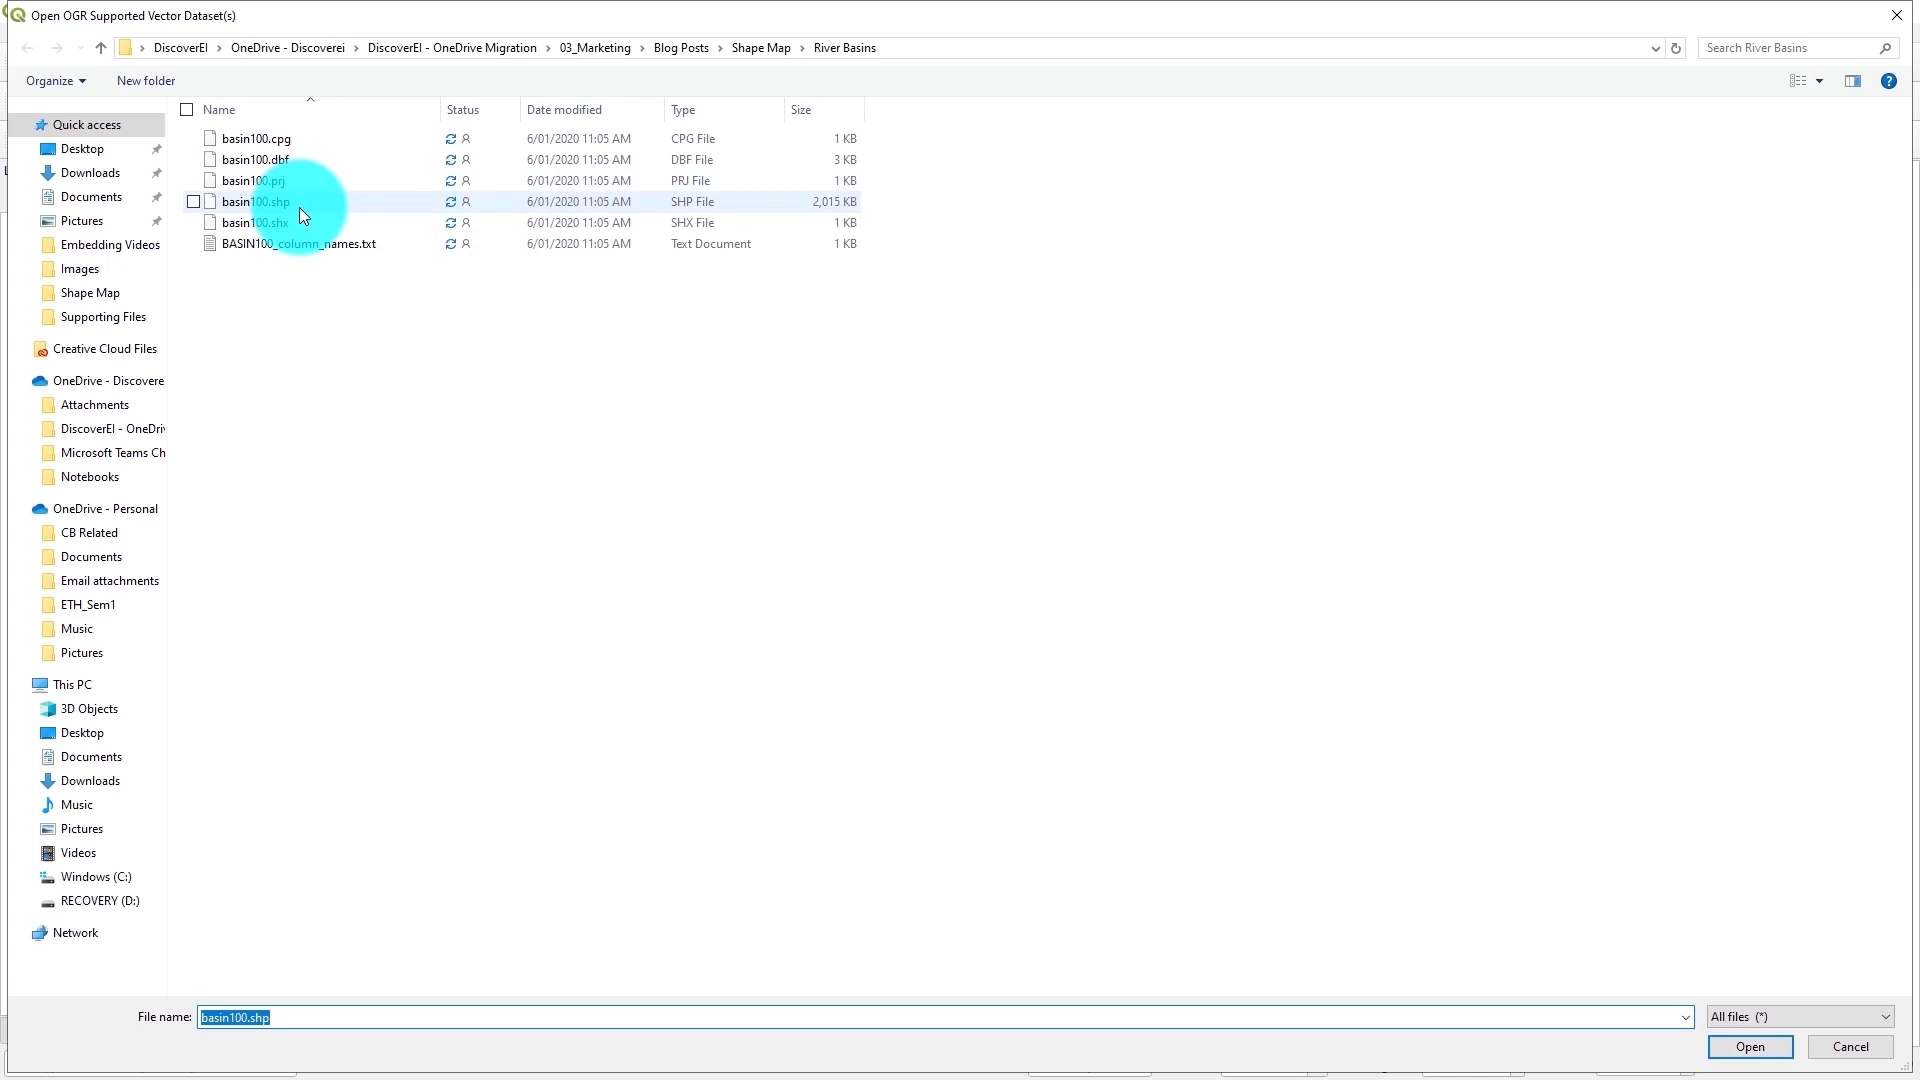 Open OGR Supported Vector Dataset(s)
DiscoverEI > OneDrive - Discoverei > DiscoverEI - OneDrive Migration > 03_Marketing > Blog Posts > Shape Map > River Basins
Search River Basins
Organize
New folder
Name Status Date modified Type Size
basin100.cpg 6/01/2020 11:05 AM CPG File 1 KB
basin100.dbf 6/01/2020 11:05 AM DBF File 3 KB
basin100.prj 6/01/2020 11:05 AM PRJ File 1 KB
basin100.shp 6/01/2020 11:05 AM SHP File 2,015 KB
basin100.shx 6/01/2020 11:05 AM SHX File 1 KB
BASIN100_column_names.txt 6/01/2020 11:05 AM Text Document 1 KB
Quick access
Desktop
Downloads
Documents
Pictures
Embedding Videos
Images
Shape Map
Supporting Files
Creative Cloud Files
OneDrive - Discovere
Attachments
DiscoverEI - OneDriv
Microsoft Teams Ch
Notebooks
OneDrive - Personal
CB Related
Documents
Email attachments
ETH_Sem1
Music
Pictures
This PC
3D Objects
Desktop
Documents
Downloads
Music
Pictures
Videos
Windows (C:)
RECOVERY (D:)
Network
File name: basin100.shp
All files (*)
Open
Cancel